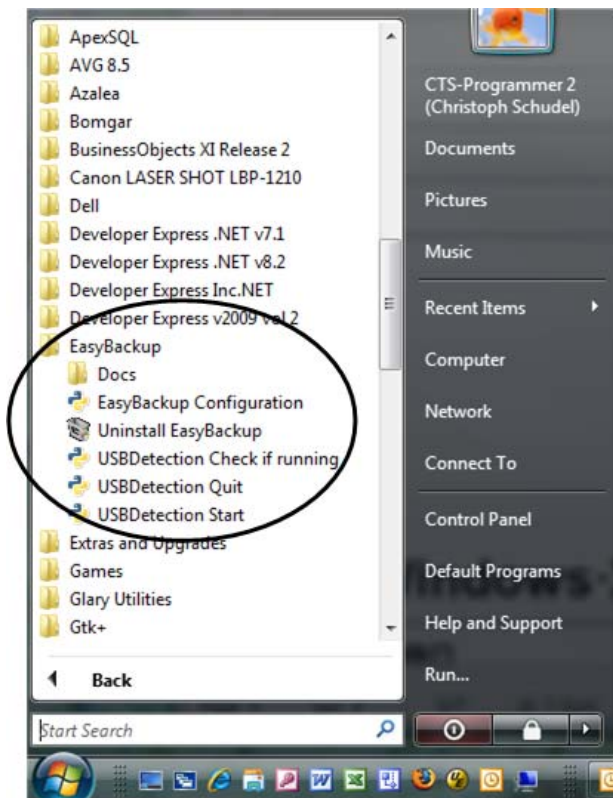 ApexSQL
AVG 8.5
Azalea
Bomgar
BusinessObjects XI Release 2
Canon LASER SHOT LBP-1210
Dell
Developer Express .NET v7.1
Developer Express .NET v8.2
Developer Express Inc.NET
Developer Express v2009 vol.2
EasyBackup
Docs
EasyBackup Configuration
Uninstall EasyBackup
USBDetection Check if running
USBDetection Quit
USBDetection Start
Extras and Upgrades
Games
Glary Utilities
Gtk+
Back
Start Search
CTS-Programmer 2
(Christoph Schudel)
Documents
Pictures
Music
Recent Items
Computer
Network
Connect To
Control Panel
Default Programs
Help and Support
Run...